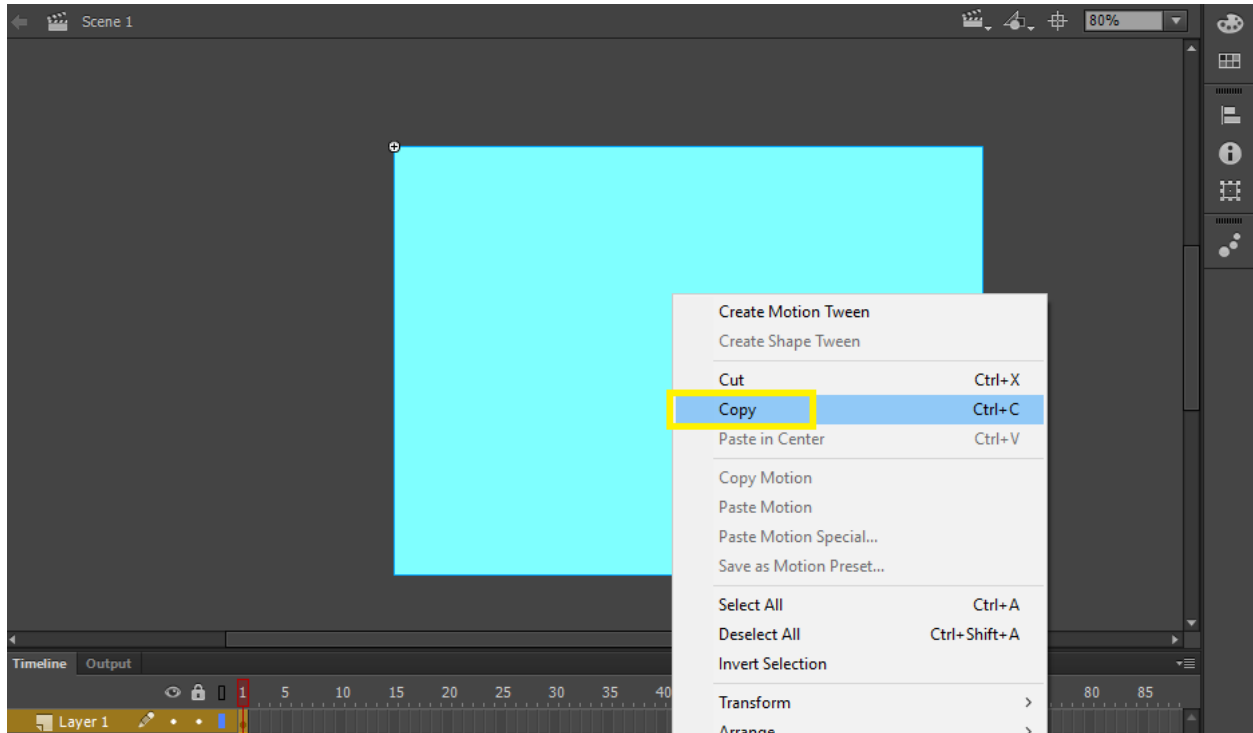 Scene 1
80%
Create Motion Tween
Create Shape Tween
Cut Ctrl+X
Copy Ctrl+C
Paste in Center Ctrl+V
Copy Motion
Paste Motion
Paste Motion Special...
Save as Motion Preset...
Select All Ctrl+A
Deselect All Ctrl+Shift+A
Invert Selection
Transform
Arrange
Timeline Output
1 5 10 15 20 25 30 35 40 80 85
Layer 1